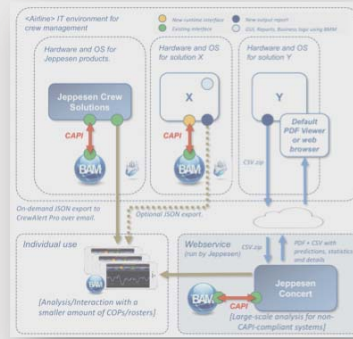 <Airline> IT environment for
crew management
New runtime interface
Existing interface
New output report
GUI, Reports, Business logic using BAM
Hardware and OS for
Jeppesen products.
Hardware and OS
for solution X
Hardware and OS
for solution Y
Jeppesen Crew
Solutions
X
Y
CAPI
CAPI
BAM
BAM
Default
PDF Viewer
or web
browser
CSV.zip
On-demand JSON export to
CrewAlert Pro over email.
Optional JSON export.
Individual use
[Analysis/Interaction with a
smaller amount of COPs/rosters]
Webservice
(run by Jeppesen)
CSV.zip
PDF + CSV with
predictions, statistics
and details
BAM
CAPI
Jeppesen
Concert
[Large-scale analysis for non-
CAPI-compliant systems]